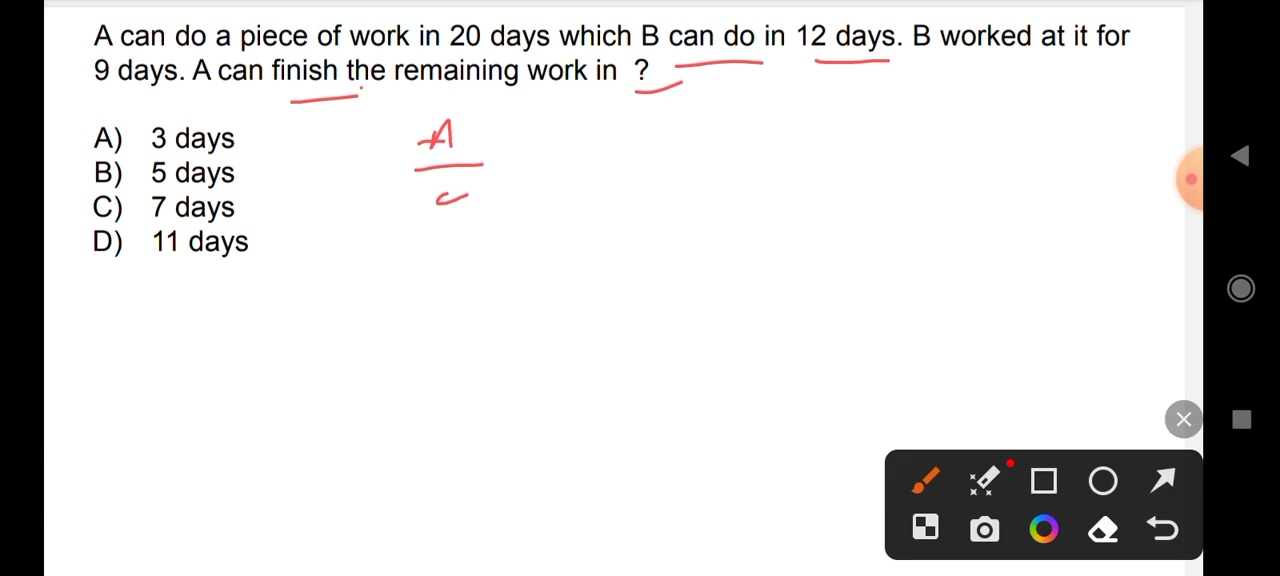 A can do a piece of work in 20 days which B can do in 12 days. B worked at it for
9 days. A can finish the remaining work in ?
A) 3 days
B) 5 days
C) 7 days
D) 11 days
A